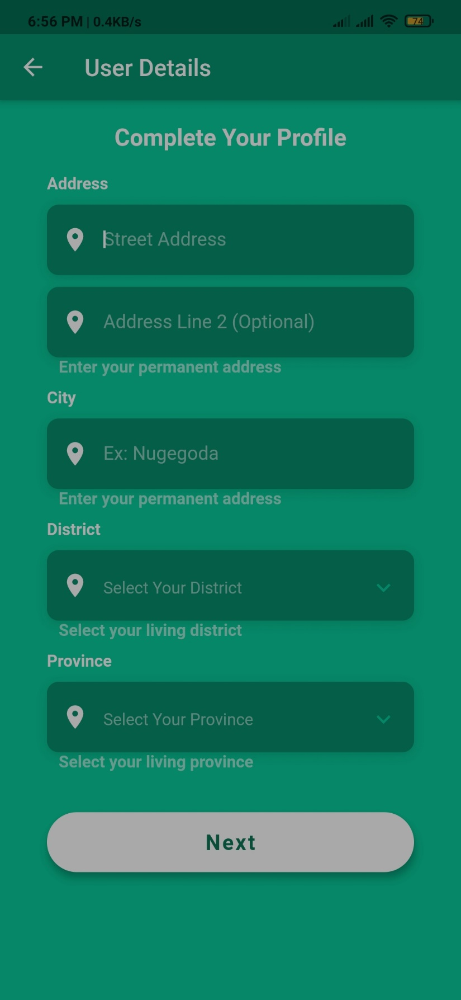 6:56 PM | 0.4KB/s 74
User Details
Complete Your Profile
Address
Street Address
Address Line 2 (Optional)
Enter your permanent address
City
Ex: Nugegoda
Enter your permanent address
District
Select Your District
Select your living district
Province
Select Your Province
Select your living province
Next